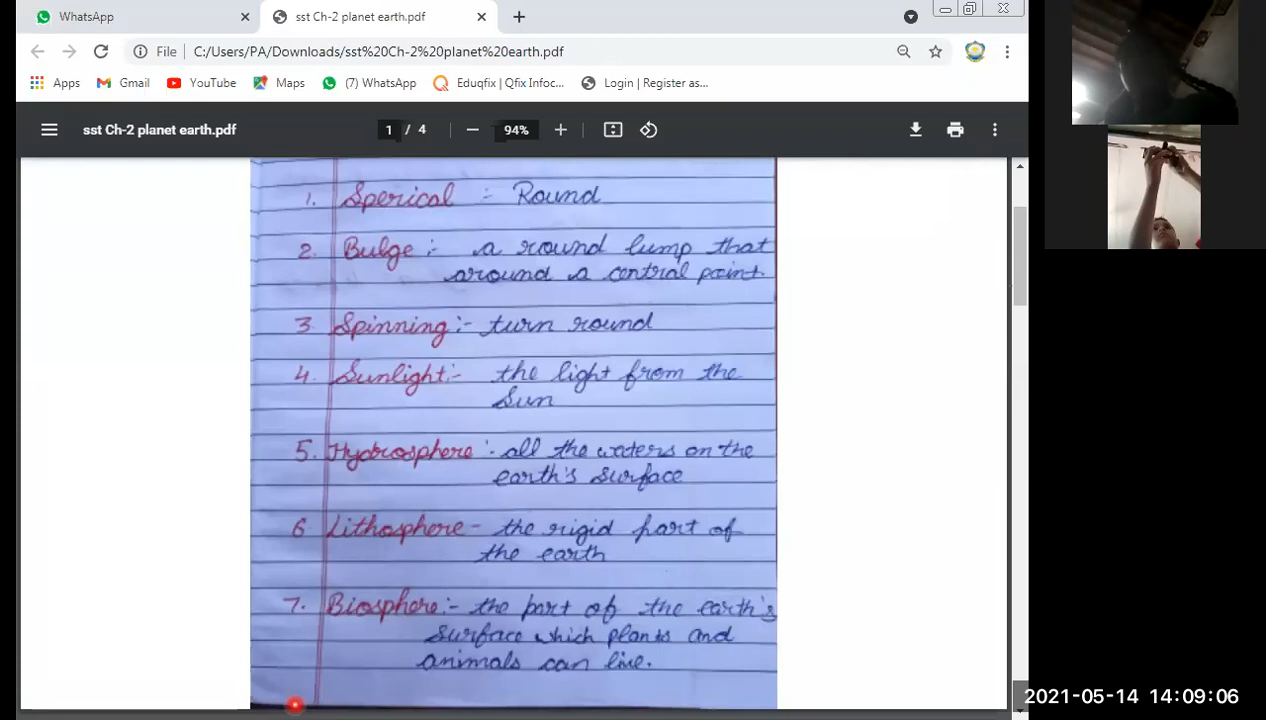 WhatsApp
sst Ch-2 planet earth.pdf
File
C:/Users/PA/Downloads/sst%20Ch-2%20planet%20earth.pdf
Apps
Gmail
YouTube
Maps
(7) WhatsApp
Eduqfix | Qfix Infoc...
Login | Register as...
sst Ch-2 planet earth.pdf
1 / 4
94%
1. Sperical :- Round
2. Bulge :- a round lump that
around a central point.
3. Spinning :- turn round
4. Sunlight :- the light from the
Sun
5. Hydrosphere :- all the waters on the
earth's surface
6 Lithosphere - the rigid part of
the earth
7. Biosphere :- the part of the earth's
surface which plants and
animals can live.
2021-05-14 14:09:06